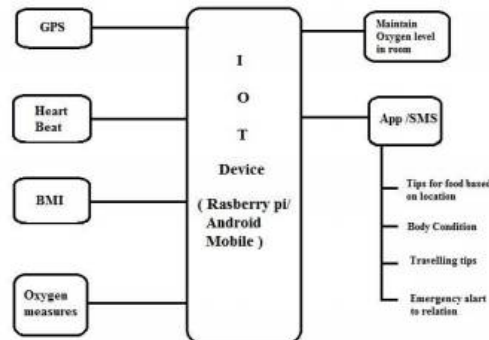 GPS
Heart
Beat
BMI
Oxygen
measures
I
O
T
Device
( Rasberry pi/
Android
Mobile )
Maintain
Oxygen level
in room
App /SMS
Tips for food based
on location
Body Condition
Travelling tips
Emergency alart
to relation